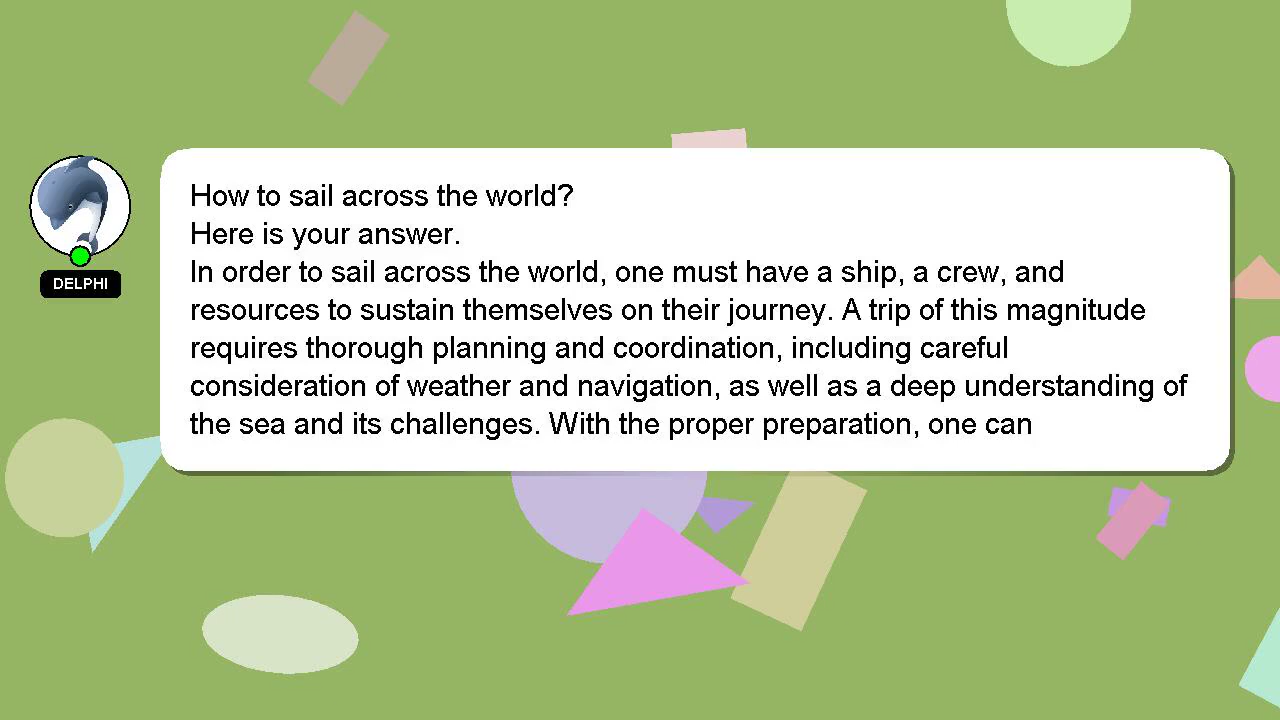 How to sail across the world?
Here is your answer.
In order to sail across the world, one must have a ship, a crew, and
resources to sustain themselves on their journey. A trip of this magnitude
requires thorough planning and coordination, including careful
consideration of weather and navigation, as well as a deep understanding of
the sea and its challenges. With the proper preparation, one can
DELPHI